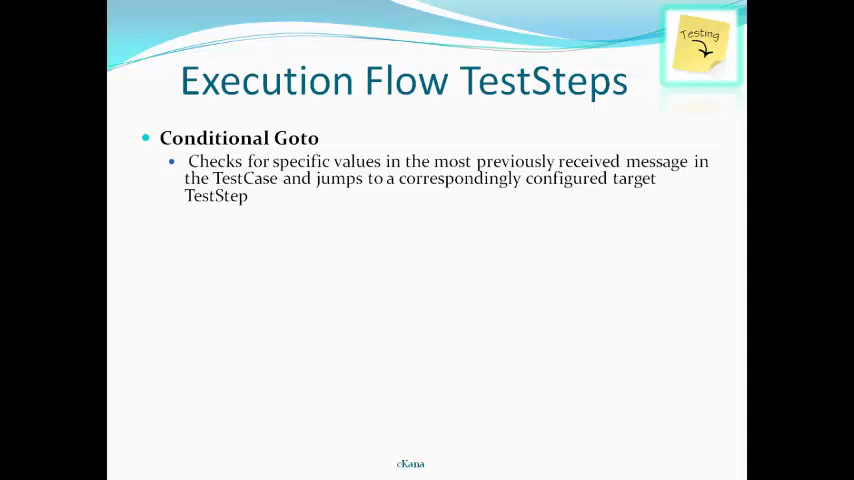 Testing
Execution Flow TestSteps
Conditional Goto
Checks for specific values in the most previously received message in
the TestCase and jumps to a correspondingly configured target
TestStep
cKana